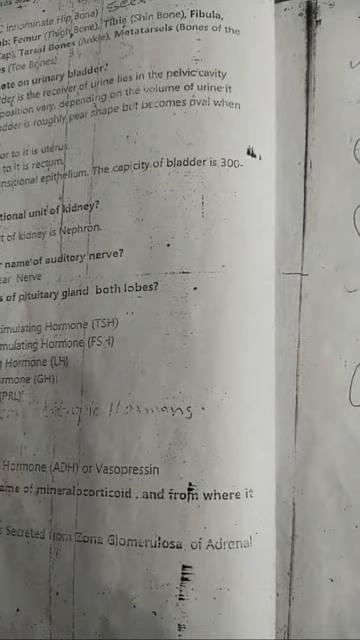 Innominate Hip Bone)
b: Femur (Thigh Bone), Tibia (Shin Bone), Fibula,
ap), Tarsal Bones (Ankle), Metatarsals (Bones of the
s (Toe Bones)
ate on urinary bladder?
der is the receiver of urine lies in the pelvic cavity
position vary, depending on the volume of urine it
adder is roughly pear shape but becomes oval when
or to it is uterus
to it is rectum.
nsitional epithelium. The capicity of bladder is 300-
tional unit of kidney?
t of kidney is Nephron.
r name of auditory nerve?
ear Nerve
s of pituitary gland both lobes?
imulating Hormone (TSH)
mulating Hormone (FSH)
g Hormone (LH)
rmone (GH)
(PRL)
Hormons.
Hormone (ADH) or Vasopressin
ame of mineralocorticoid, and from where it
Secreted from Zona Glomerulosa, of Adrenal